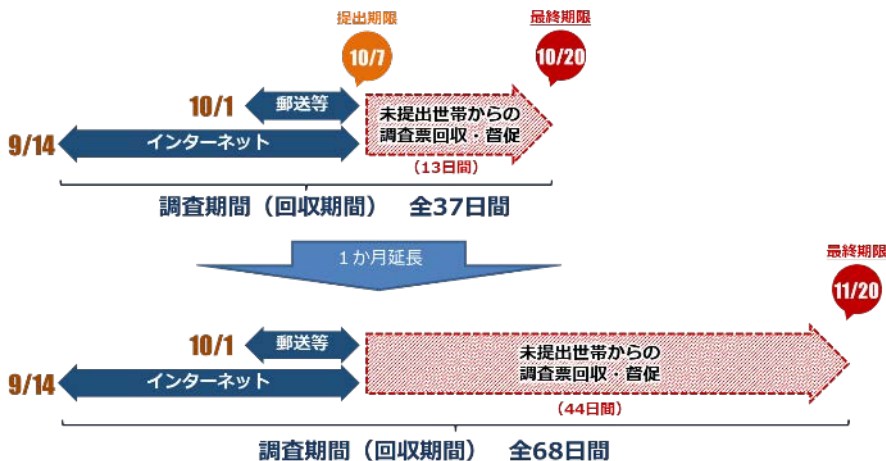 提出期限
10/7
最終期限
10/20
10/1
郵送等
9/14
インターネット
未提出世帯からの
調査票回収・督促
（13日間）
調査期間（回収期間）　全37日間
１か月延長
最終期限
11/20
10/1
郵送等
9/14
インターネット
未提出世帯からの
調査票回収・督促
（44日間）
調査期間（回収期間）　全68日間